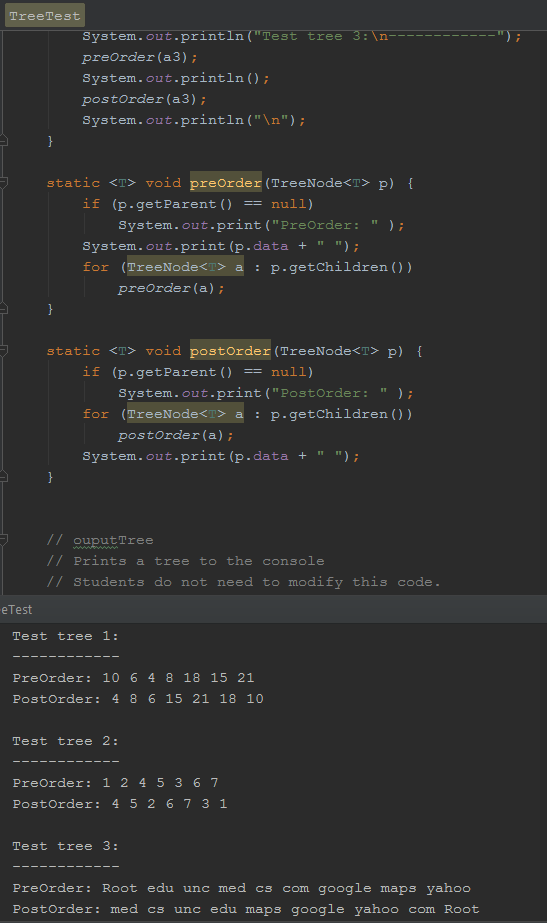 TreeTest
System.out.println("Test tree 3:\n------------");
preOrder(a3);
System.out.println();
postOrder(a3);
System.out.println("\n");
}
static <T> void preOrder(TreeNode<T> p) {
if (p.getParent() == null)
System.out.print("PreOrder: " );
System.out.print(p.data + " ");
for (TreeNode<T> a : p.getChildren())
preOrder(a);
}
static <T> void postOrder(TreeNode<T> p) {
if (p.getParent() == null)
System.out.print("PostOrder: " );
for (TreeNode<T> a : p.getChildren())
postOrder(a);
System.out.print(p.data + " ");
}
// ouputTree
// Prints a tree to the console
// Students do not need to modify this code.
eTest
Test tree 1:
------------
PreOrder: 10 6 4 8 18 15 21
PostOrder: 4 8 6 15 21 18 10
Test tree 2:
------------
PreOrder: 1 2 4 5 3 6 7
PostOrder: 4 5 2 6 7 3 1
Test tree 3:
------------
PreOrder: Root edu unc med cs com google maps yahoo
PostOrder: med cs unc edu maps google yahoo com Root